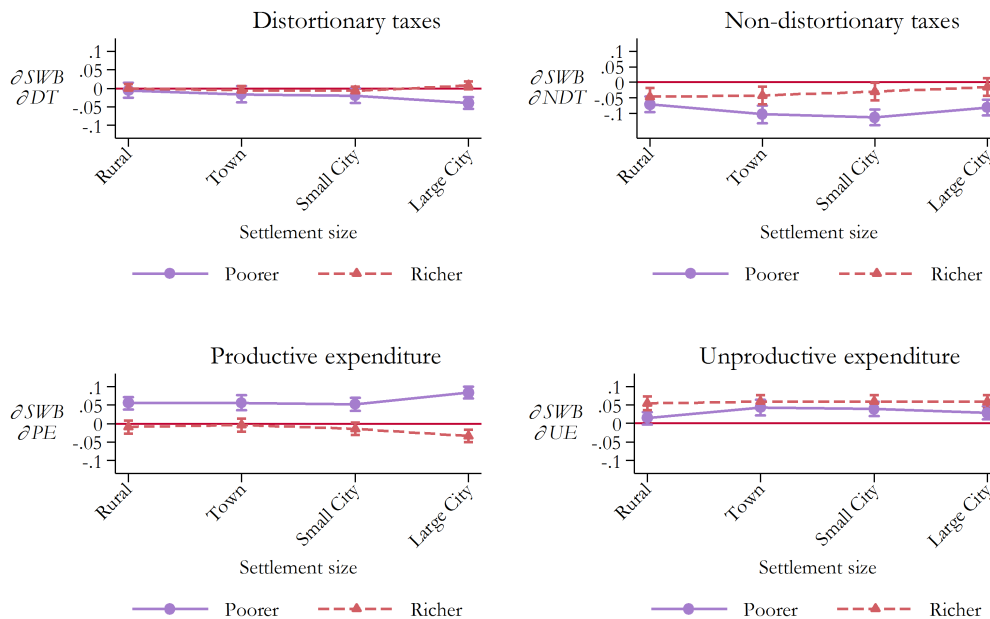 Distortionary taxes
∂SWB
∂DT
.1
.05
0
-.05
-.1
Rural
Town
Small City
Large City
Settlement size
Poorer
Richer
Non-distortionary taxes
∂SWB
∂NDT
.1
.05
0
-.05
-.1
Rural
Town
Small City
Large City
Settlement size
Poorer
Richer
Productive expenditure
∂SWB
∂PE
.1
.05
0
-.05
-.1
Rural
Town
Small City
Large City
Settlement size
Poorer
Richer
Unproductive expenditure
∂SWB
∂UE
.1
.05
0
-.05
-.1
Rural
Town
Small City
Large City
Settlement size
Poorer
Richer